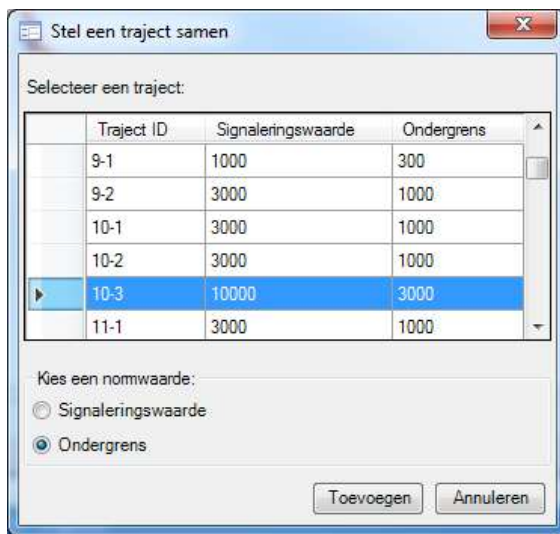 Stel een traject samen
Selecteer een traject:
Traject ID Signaleringswaarde Ondergrens
9-1 1000 300
9-2 3000 1000
10-1 3000 1000
10-2 3000 1000
10-3 10000 3000
11-1 3000 1000
Kies een normwaarde:
Signaleringswaarde
Ondergrens
Toevoegen Annuleren